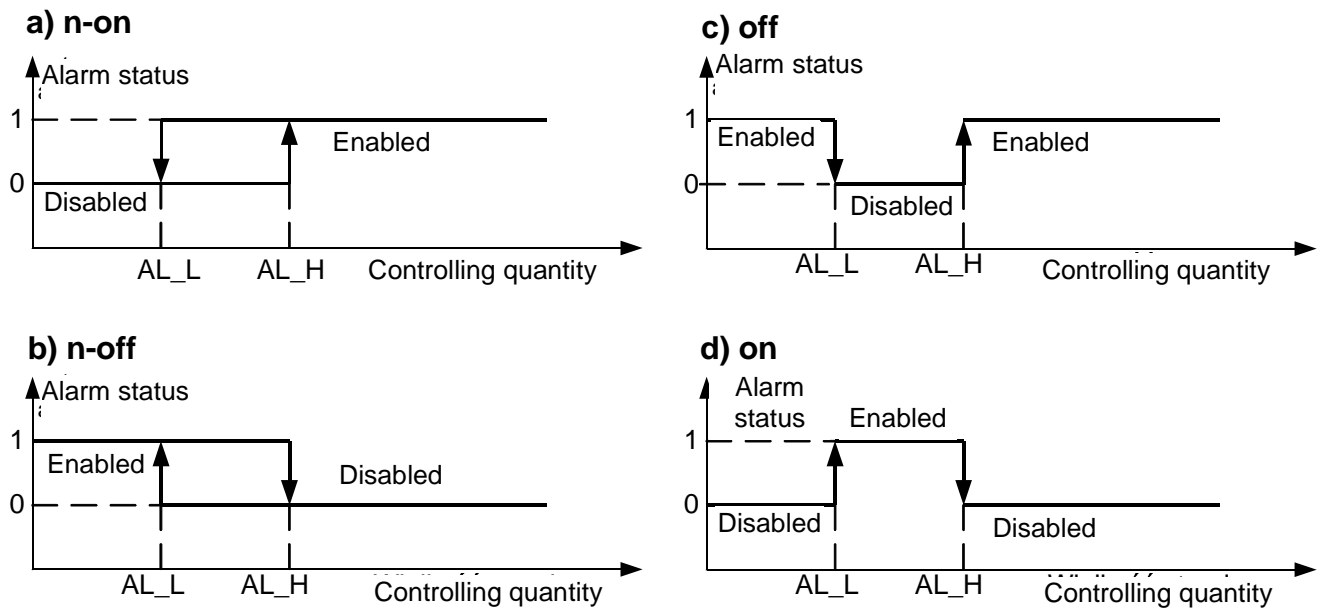 a) n-on
Alarm status
1
Enabled
0
Disabled
AL_L
AL_H
Controlling quantity
c) off
Alarm status
1
Enabled
Enabled
0
Disabled
AL_L
AL_H
Controlling quantity
b) n-off
Alarm status
1
Enabled
Disabled
0
AL_L
AL_H
Controlling quantity
d) on
Alarm
status
Enabled
1
0
Disabled
Disabled
AL_L
AL_H
Controlling quantity